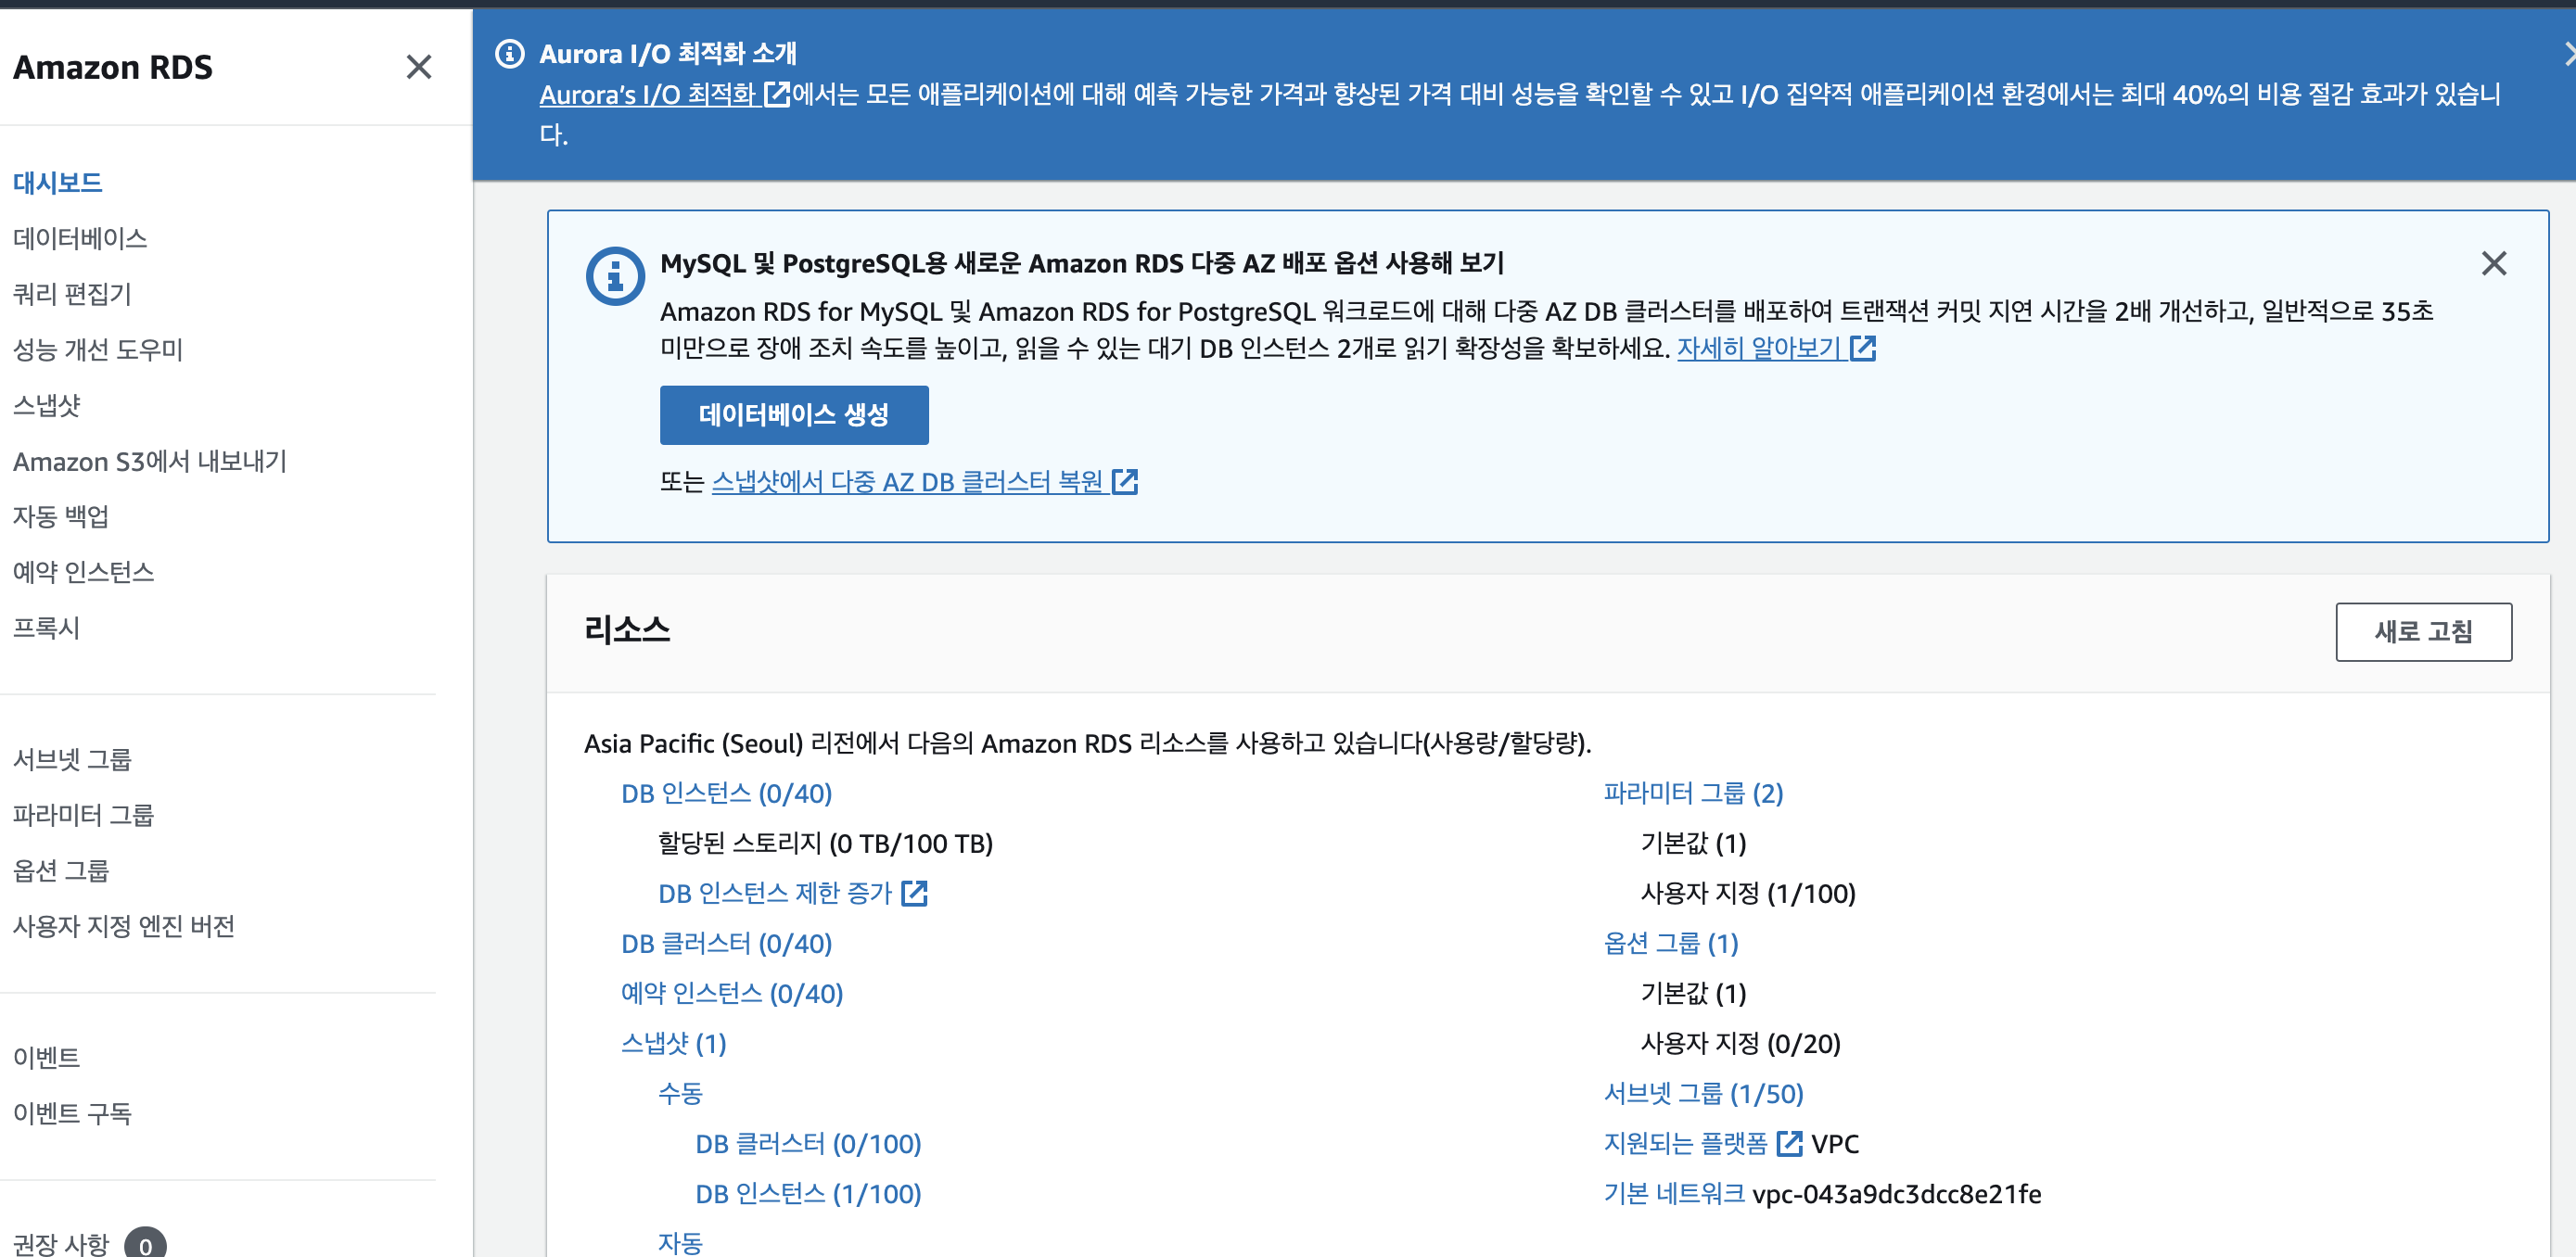 Amazon RDS
대시보드
데이터베이스
쿼리 편집기
성능 개선 도우미
스냅샷
Amazon S3에서 내보내기
자동 백업
예약 인스턴스
프록시
서브넷 그룹
파라미터 그룹
옵션 그룹
사용자 지정 엔진 버전
이벤트
이벤트 구독
권장 사항 0
Aurora I/O 최적화 소개
Aurora's I/O 최적화 에서는 모든 애플리케이션에 대해 예측 가능한 가격과 향상된 가격 대비 성능을 확인할 수 있고 I/O 집약적 애플리케이션 환경에서는 최대 40%의 비용 절감 효과가 있습니
다.
MySQL 및 PostgreSQL용 새로운 Amazon RDS 다중 AZ 배포 옵션 사용해 보기
Amazon RDS for MySQL 및 Amazon RDS for PostgreSQL 워크로드에 대해 다중 AZ DB 클러스터를 배포하여 트랜잭션 커밋 지연 시간을 2배 개선하고, 일반적으로 35초
미만으로 장애 조치 속도를 높이고, 읽을 수 있는 대기 DB 인스턴스 2개로 읽기 확장성을 확보하세요. 자세히 알아보기
데이터베이스 생성
또는 스냅샷에서 다중 AZ DB 클러스터 복원
리소스
새로 고침
Asia Pacific (Seoul) 리전에서 다음의 Amazon RDS 리소스를 사용하고 있습니다(사용량/할당량).
DB 인스턴스 (0/40)
할당된 스토리지 (0 TB/100 TB)
DB 인스턴스 제한 증가
DB 클러스터 (0/40)
예약 인스턴스 (0/40)
스냅샷 (1)
수동
DB 클러스터 (0/100)
DB 인스턴스 (1/100)
자동
파라미터 그룹 (2)
기본값 (1)
사용자 지정 (1/100)
옵션 그룹 (1)
기본값 (1)
사용자 지정 (0/20)
서브넷 그룹 (1/50)
지원되는 플랫폼 VPC
기본 네트워크 vpc-043a9dc3dcc8e21fe